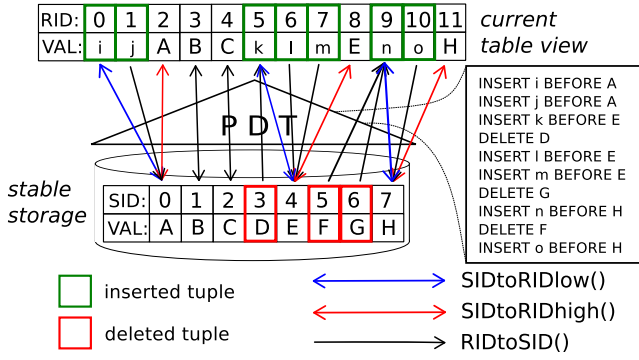 RID: 0 1 2 3 4 5 6 7 8 9 10 11
VAL: i j A B C k l m E n o H
current
table view
INSERT i BEFORE A
INSERT j BEFORE A
INSERT k BEFORE E
DELETE D
INSERT l BEFORE E
INSERT m BEFORE E
DELETE G
INSERT n BEFORE H
DELETE F
INSERT o BEFORE H
PDT
stable
storage
SID: 0 1 2 3 4 5 6 7
VAL: A B C D E F G H
inserted tuple
deleted tuple
SIDtoRIDlow()
SIDtoRIDhigh()
RIDtoSID()